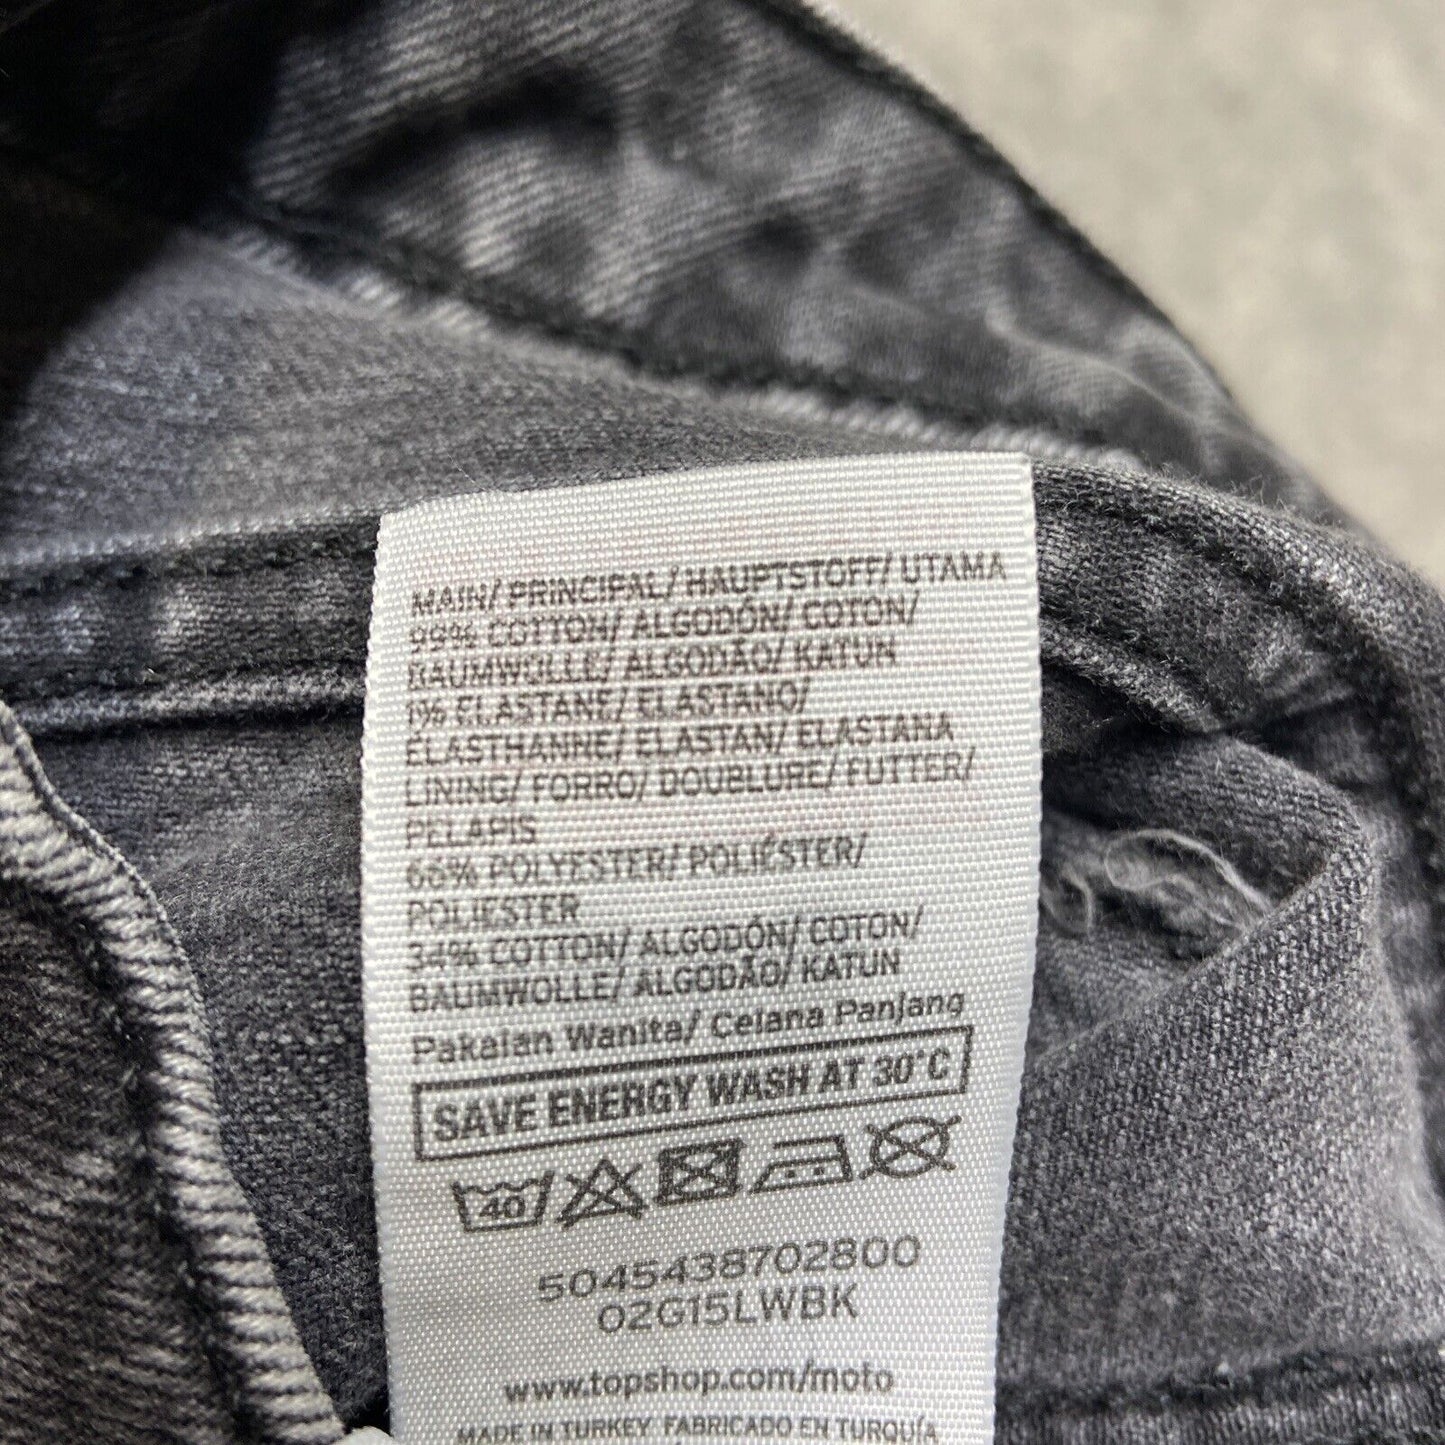 MAIN/ PRINCIPAL/ HAUPTSTOFF/ UTAMA
99% COTTON/ ALGODÓN/ COTON/
BAUMWOLLE/ ALGODÃO/ KATUN
1% ELASTANE/ ELASTANO/
ÉLASTHANNE/ ELASTAN/ ELASTANA
LINING/ FORRO/ DOUBLURE/ FUTTER/
PELAPIS
66% POLYESTER/ POLIÉSTER/
POLIESTER
34% COTTON/ ALGODÓN/ COTON/
BAUMWOLLE/ ALGODÃO/ KATUN
Pakaian Wanita/ Celana Panjang
SAVE ENERGY WASH AT 30°C
40
5045438702800
02G15LWBK
www.topshop.com/moto
MADE IN TURKEY FABRICADO EN TURQUÍA